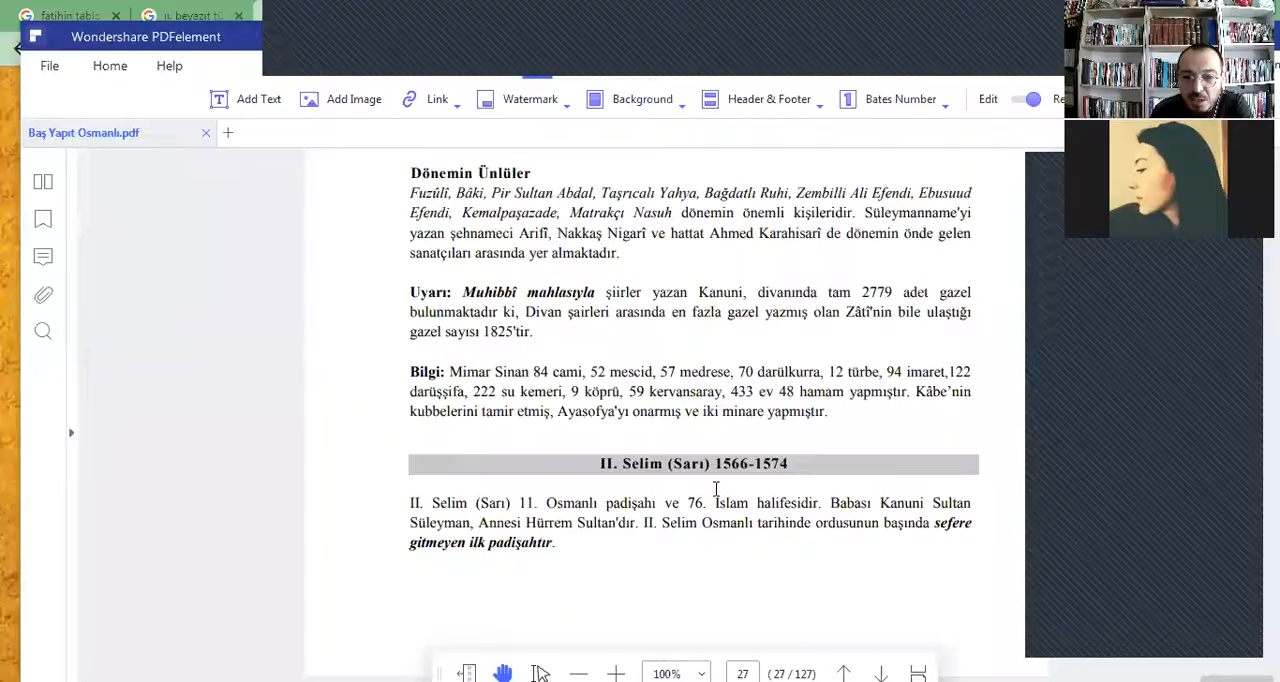 fatihin tabis
ıı. beyazıt tü
Wondershare PDFelement
File Home Help
Add Text Add Image Link Watermark Background Header & Footer Bates Number Edit
Baş Yapıt Osmanlı.pdf
Dönemin Ünlüler
Fuzûlî, Bâki, Pir Sultan Abdal, Taşrıcalı Yahya, Bağdatlı Ruhi, Zembilli Ali Efendi, Ebusuud
Efendi, Kemalpaşazade, Matrakçı Nasuh dönemin önemli kişileridir. Süleymanname'yi
yazan şehnameci Arifî, Nakkaş Nigarî ve hattat Ahmed Karahisarî de dönemin önde gelen
sanatçıları arasında yer almaktadır.
Uyarı: Muhibbî mahlasıyla şiirler yazan Kanuni, divanında tam 2779 adet gazel
bulunmaktadır ki, Divan şairleri arasında en fazla gazel yazmış olan Zâtî'nin bile ulaştığı
gazel sayısı 1825'tir.
Bilgi: Mimar Sinan 84 cami, 52 mescid, 57 medrese, 70 darülkurra, 12 türbe, 94 imaret,122
darüşşifa, 222 su kemeri, 9 köprü, 59 kervansaray, 433 ev 48 hamam yapmıştır. Kâbe’nin
kubbelerini tamir etmiş, Ayasofya'yı onarmış ve iki minare yapmıştır.
II. Selim (Sarı) 1566-1574
II. Selim (Sarı) 11. Osmanlı padişahı ve 76. İslam halifesidir. Babası Kanuni Sultan
Süleyman, Annesi Hürrem Sultan'dır. II. Selim Osmanlı tarihinde ordusunun başında sefere
gitmeyen ilk padişahtır.
100% 27 (27 / 127)